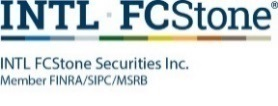 INTL FCStone®
INTL FCStone Securities Inc.
Member FINRA/SIPC/MSRB